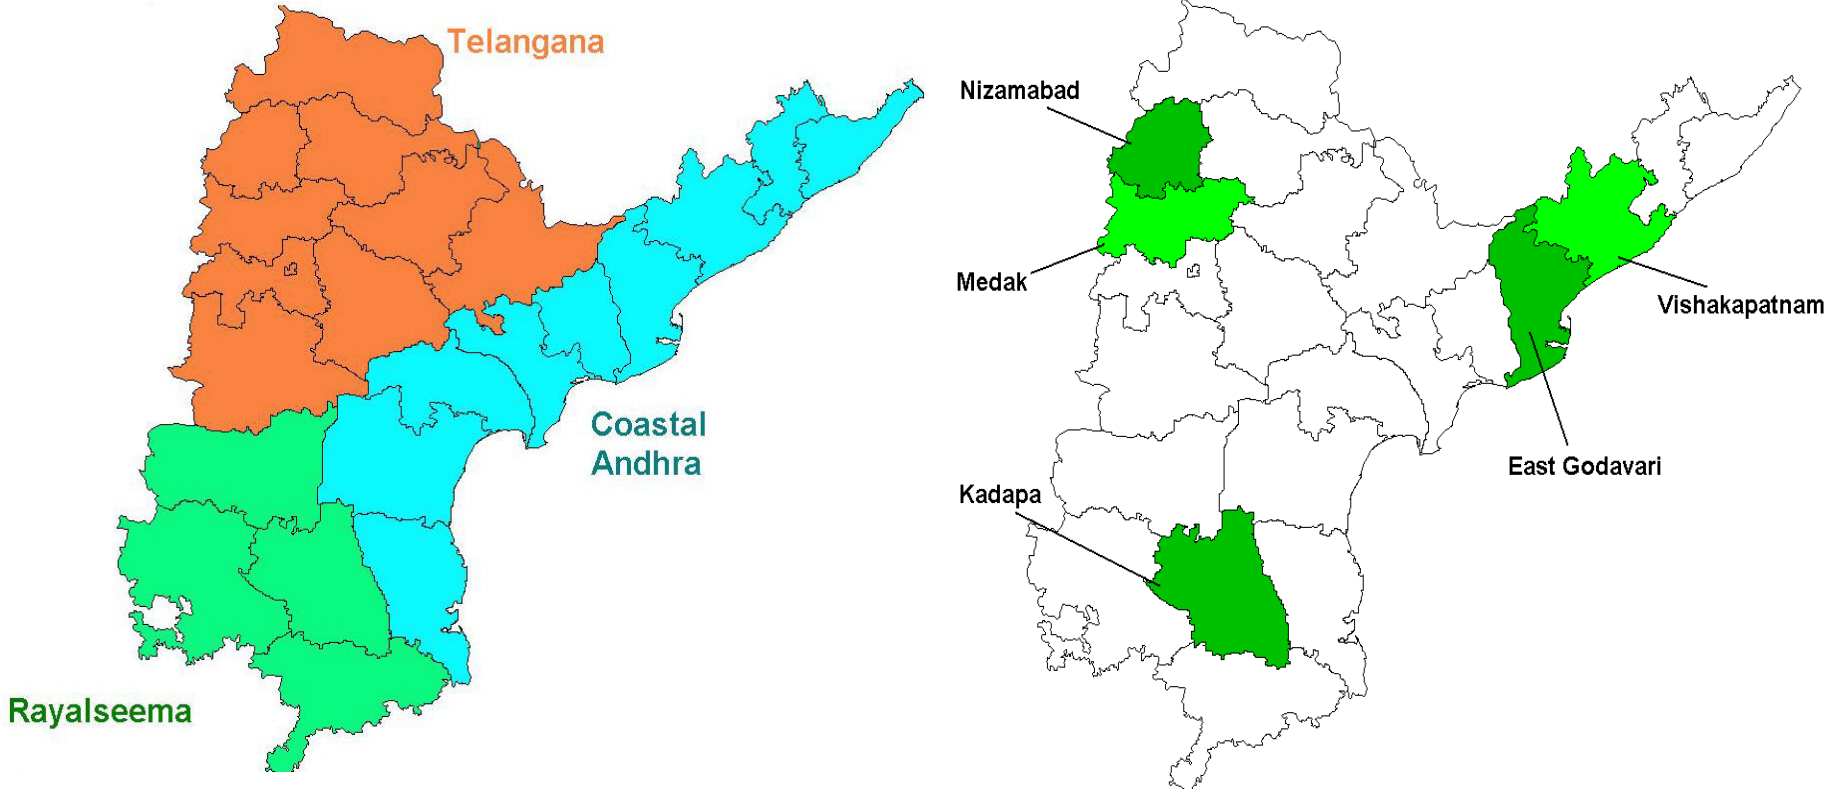 Telangana
Coastal
Andhra
Rayalseema
Nizamabad
Medak
Vishakapatnam
East Godavari
Kadapa